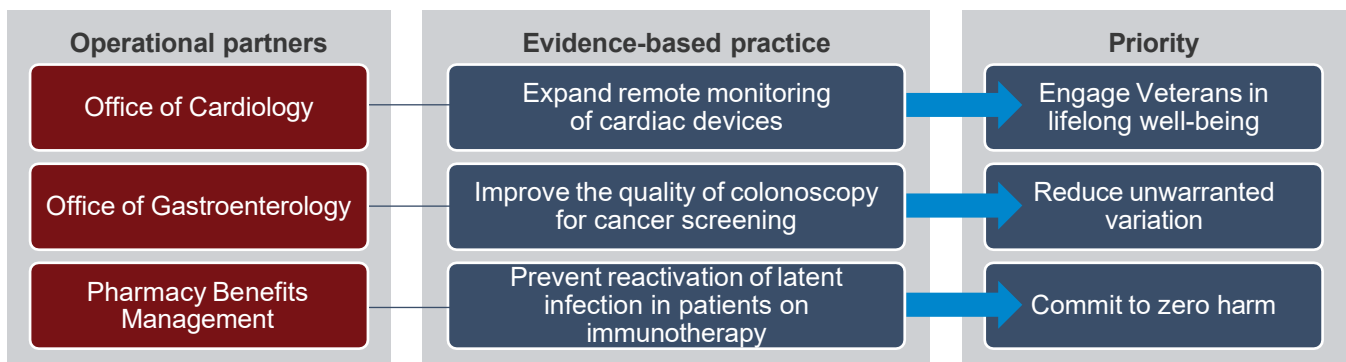 Operational partners
Evidence-based practice
Priority
Office of Cardiology
Expand remote monitoring
of cardiac devices
Engage Veterans in
lifelong well-being
Office of Gastroenterology
Improve the quality of colonoscopy
for cancer screening
Reduce unwarranted
variation
Pharmacy Benefits
Management
Prevent reactivation of latent
infection in patients on
immunotherapy
Commit to zero harm